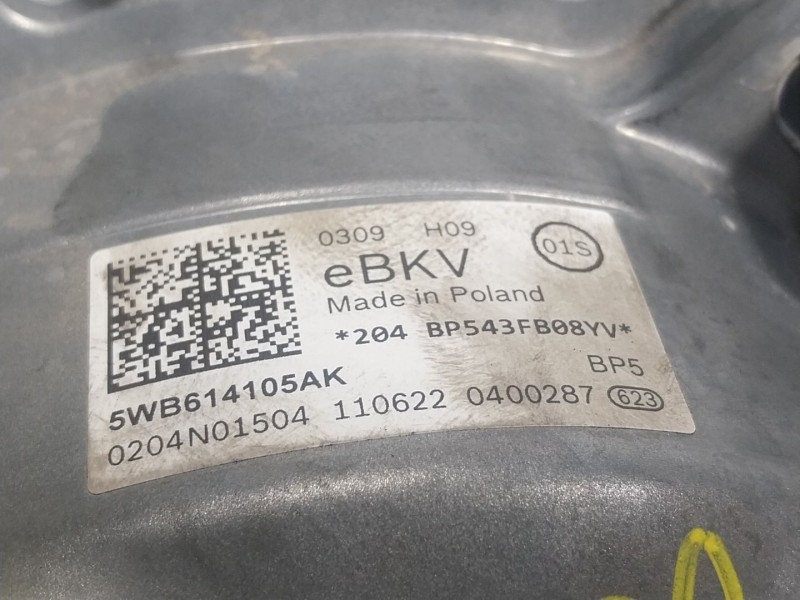 0309 H09
01S
eBKV
Made in Poland
*204 BP543FB08YV*
BP5
5WB614105AK
0204N01504 110622 0400287 623